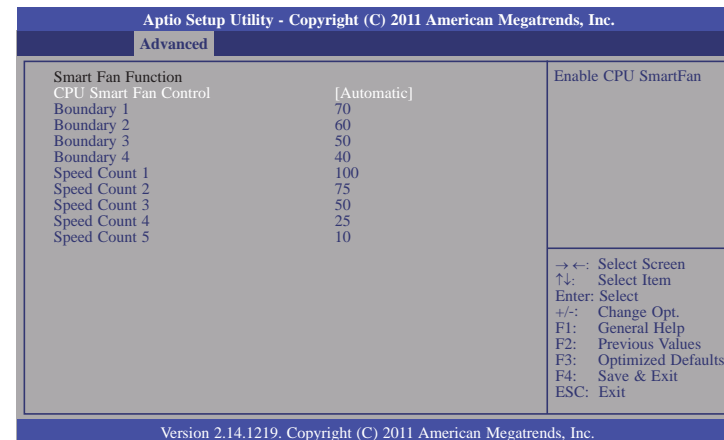 Aptio Setup Utility - Copyright (C) 2011 American Megatrends, Inc.
Advanced
Smart Fan Function
CPU Smart Fan Control [Automatic]
Boundary 1 70
Boundary 2 60
Boundary 3 50
Boundary 4 40
Speed Count 1 100
Speed Count 2 75
Speed Count 3 50
Speed Count 4 25
Speed Count 5 10
Enable CPU SmartFan
→←: Select Screen
↑↓: Select Item
Enter: Select
+/-: Change Opt.
F1: General Help
F2: Previous Values
F3: Optimized Defaults
F4: Save & Exit
ESC: Exit
Version 2.14.1219. Copyright (C) 2011 American Megatrends, Inc.